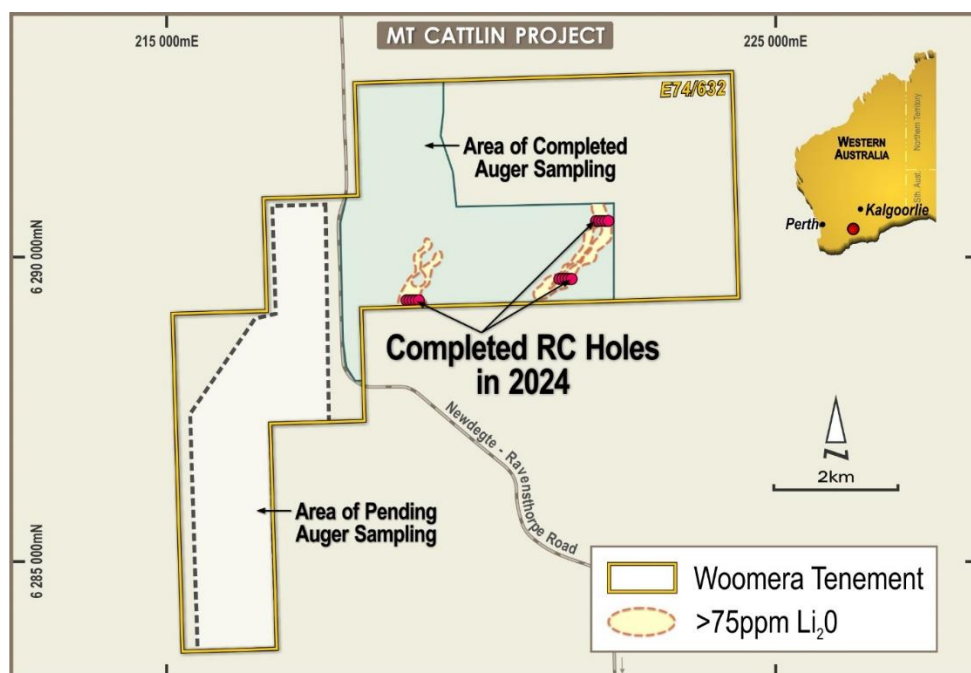 215 000mE
MT CATTLIN PROJECT
225 000mE
E74/632
Area of Completed
Auger Sampling
WESTERN
AUSTRALIA
Northern Territory
Sth. Aust.
Kalgoorlie
Perth
6 290 000mN
Completed RC Holes
in 2024
Newdegte - Ravensthorpe Road
N
2km
Area of Pending
Auger Sampling
6 285 000mN
Woomera Tenement
>75ppm Li₂0